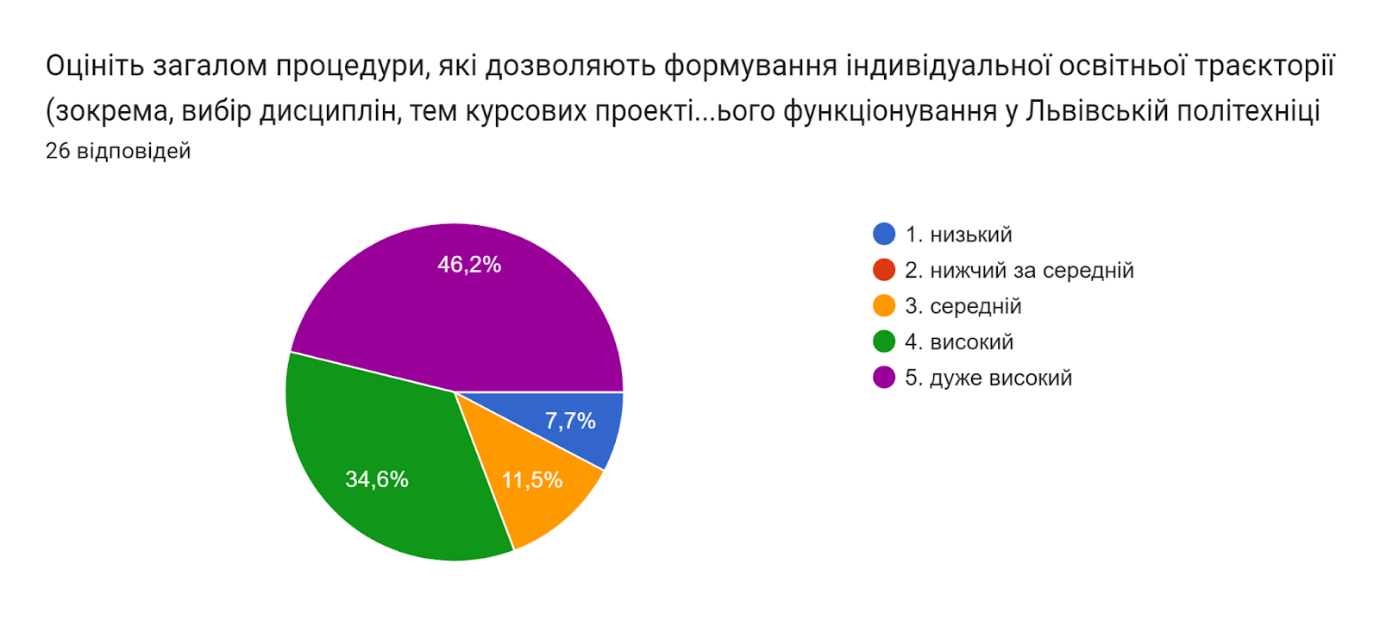 Оцініть загалом процедури, які дозволяють формування індивідуальної освітньої траєкторії
(зокрема, вибір дисциплін, тем курсових проекті...ього функціонування у Львівській політехніці
26 відповідей
46,2%
7,7%
34,6%
11,5%
1. низький
2. нижчий за середній
3. середній
4. високий
5. дуже високий